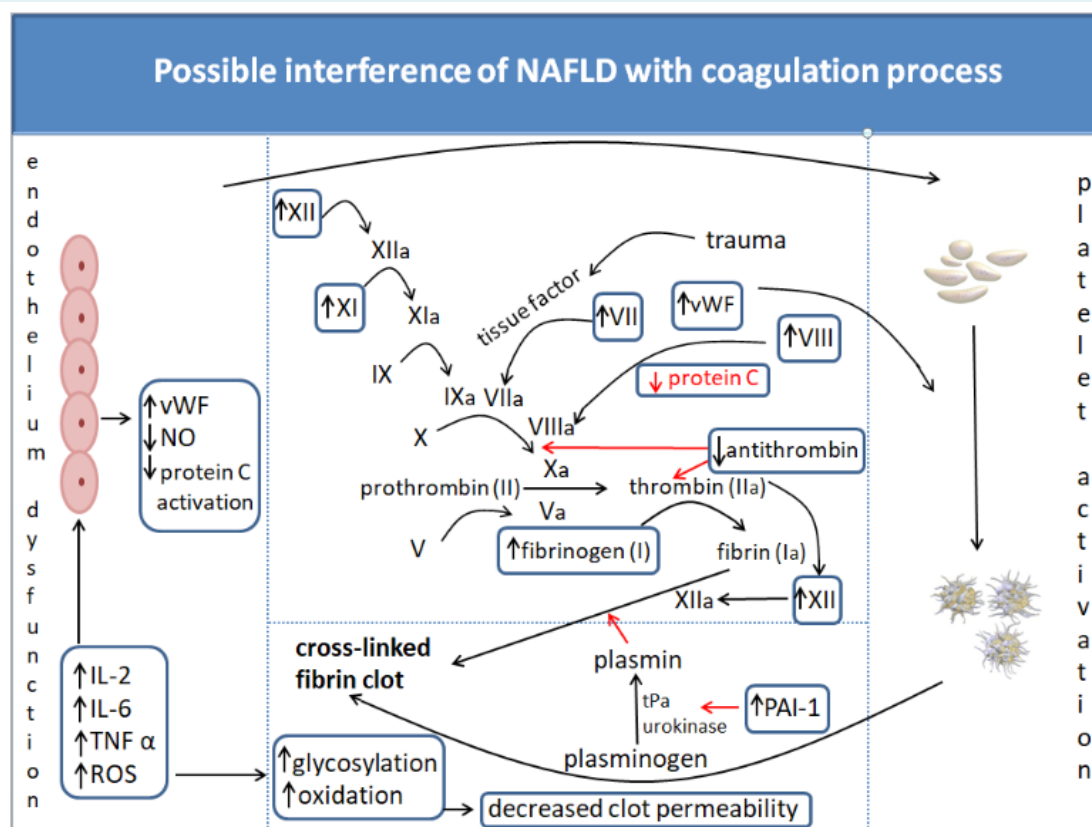 Possible interference of NAFLD with coagulation process
endothelium dysfunction
↑vWF
↓NO
↓protein C
activation
↑IL-2
↑IL-6
↑TNF α
↑ROS
↑XII
XIIa
↑XI
XIa
IX
IXa
X
trauma
tissue factor
↑VII
VIIa
↑vWF
↑VIII
↓ protein C
VIIIa
Xa
↓antithrombin
prothrombin (II)
thrombin (IIa)
Va
V
↑fibrinogen (I)
fibrin (Ia)
XIIa
↑XII
cross-linked
fibrin clot
plasmin
tPa
urokinase
↑PAI-1
plasminogen
↑glycosylation
↑oxidation
decreased clot permeability
platelet activation